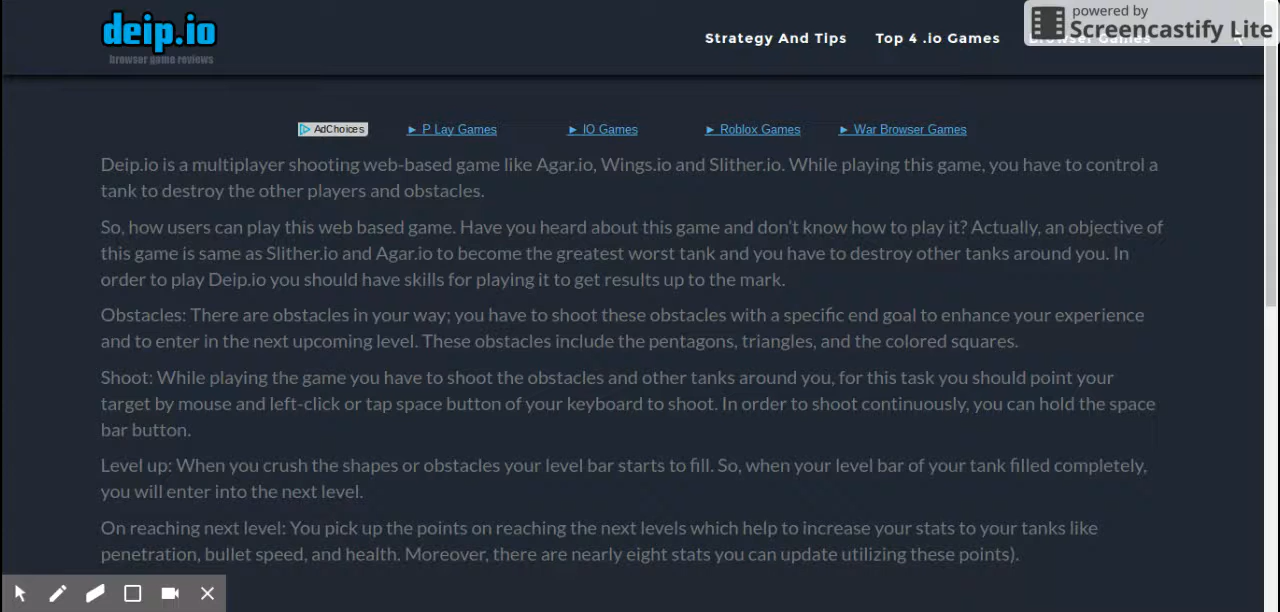 deip.io
browser game reviews
Strategy And Tips
Top 4 .io Games
Browser Games
powered by
Screencastify Lite
AdChoices
► P Lay Games
► IO Games
► Roblox Games
► War Browser Games
Deip.io is a multiplayer shooting web-based game like Agar.io, Wings.io and Slither.io. While playing this game, you have to control a
tank to destroy the other players and obstacles.
So, how users can play this web based game. Have you heard about this game and don't know how to play it? Actually, an objective of
this game is same as Slither.io and Agar.io to become the greatest worst tank and you have to destroy other tanks around you. In
order to play Deip.io you should have skills for playing it to get results up to the mark.
Obstacles: There are obstacles in your way; you have to shoot these obstacles with a specific end goal to enhance your experience
and to enter in the next upcoming level. These obstacles include the pentagons, triangles, and the colored squares.
Shoot: While playing the game you have to shoot the obstacles and other tanks around you, for this task you should point your
target by mouse and left-click or tap space button of your keyboard to shoot. In order to shoot continuously, you can hold the space
bar button.
Level up: When you crush the shapes or obstacles your level bar starts to fill. So, when your level bar of your tank filled completely,
you will enter into the next level.
On reaching next level: You pick up the points on reaching the next levels which help to increase your stats to your tanks like
penetration, bullet speed, and health. Moreover, there are nearly eight stats you can update utilizing these points).